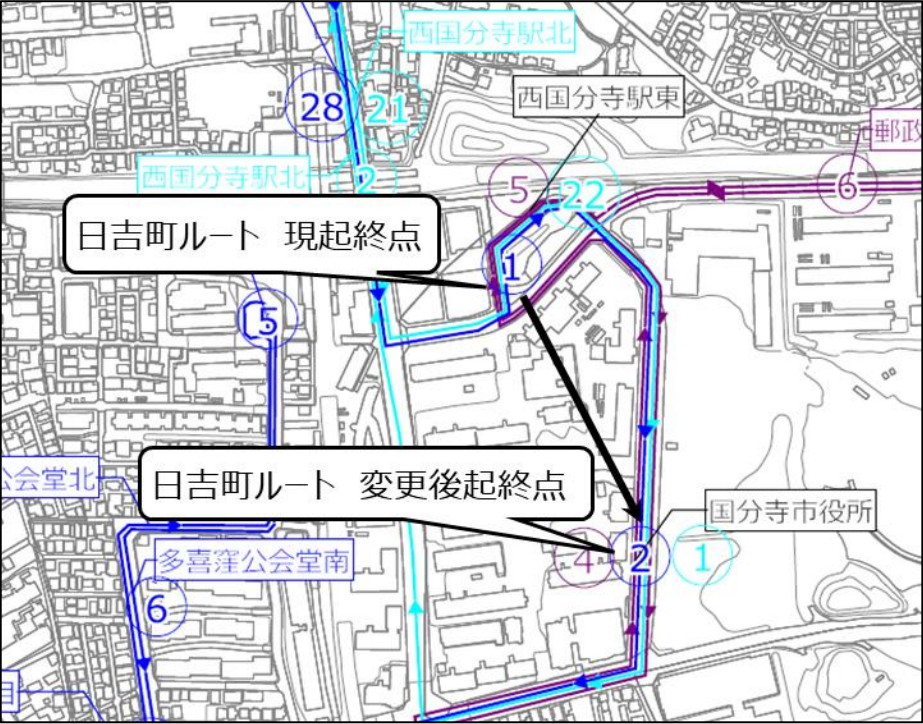 西国分寺駅北
西国分寺駅東
28
21
郵政
西国分寺駅北
2
5
22
6
日吉町ルート 現起終点
1
5
公会堂北
日吉町ルート 変更後起終点
国分寺市役所
多喜窪公会堂南
4
2
1
6
目